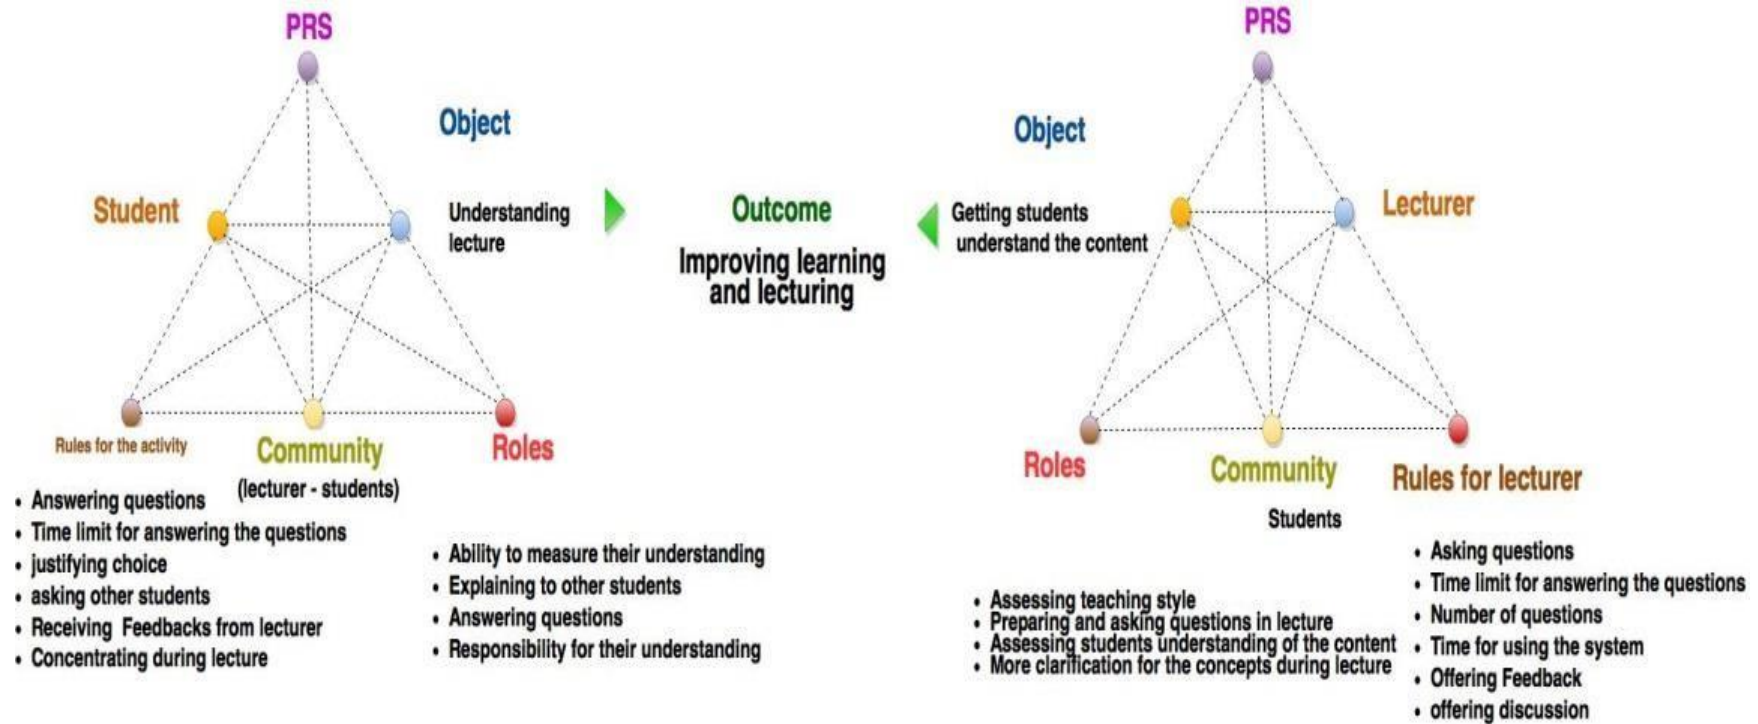 PRS
Object
Student
Understanding
lecture
Rules for the activity
Community
(lecturer - students)
Roles
• Answering questions
• Time limit for answering the questions
• justifying choice
• asking other students
• Receiving Feedbacks from lecturer
• Concentrating during lecture
• Ability to measure their understanding
• Explaining to other students
• Answering questions
• Responsibility for their understanding
Outcome
Improving learning
and lecturing
PRS
Object
Getting students
understand the content
Lecturer
Roles
Community
Students
Rules for lecturer
• Assessing teaching style
• Preparing and asking questions in lecture
• Assessing students understanding of the content
• More clarification for the concepts during lecture
• Asking questions
• Time limit for answering the questions
• Number of questions
• Time for using the system
• Offering Feedback
• offering discussion